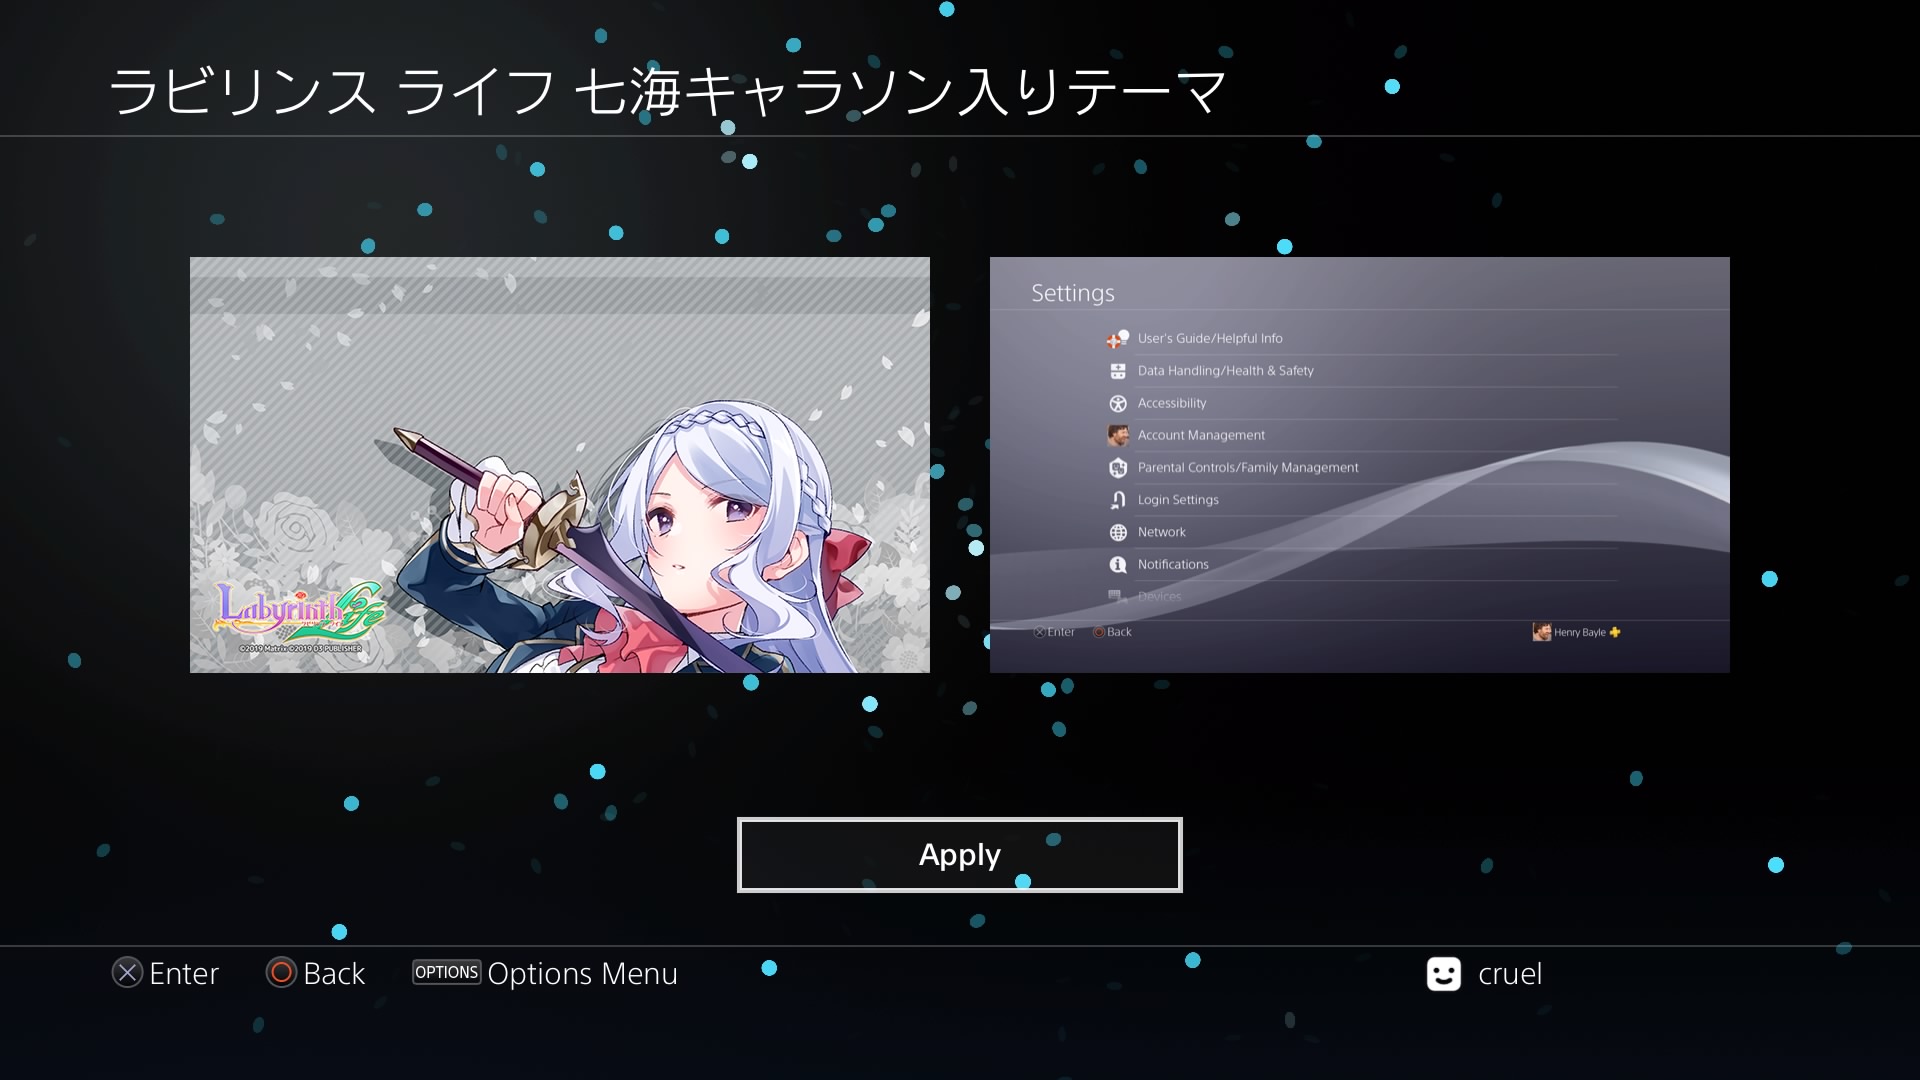 ラビリンス ライフ 七海キャラソン入りテーマ
Labyrinth Life
©2019 Matrix ©2019 D3 PUBLISHER
Settings
User's Guide/Helpful Info
Data Handling/Health & Safety
Accessibility
Account Management
Parental Controls/Family Management
Login Settings
Network
Notifications
Devices
Enter
Back
Henry Bayle
Apply
Enter
Back
OPTIONS Options Menu
cruel